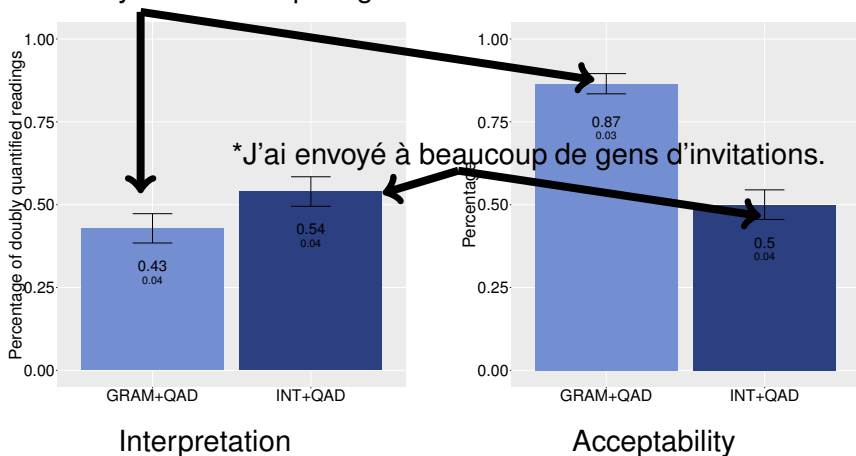 1.00
0.75
0.50
0.25
0.00
Percentage of doubly quantified readings
0.43
0.04
0.54
0.04
GRAM+QAD
INT+QAD
Interpretation
*J'ai envoyé à beaucoup de gens d'invitations.
1.00
0.75
0.50
0.25
0.00
Percentage
0.87
0.03
0.5
0.04
GRAM+QAD
INT+QAD
Acceptability